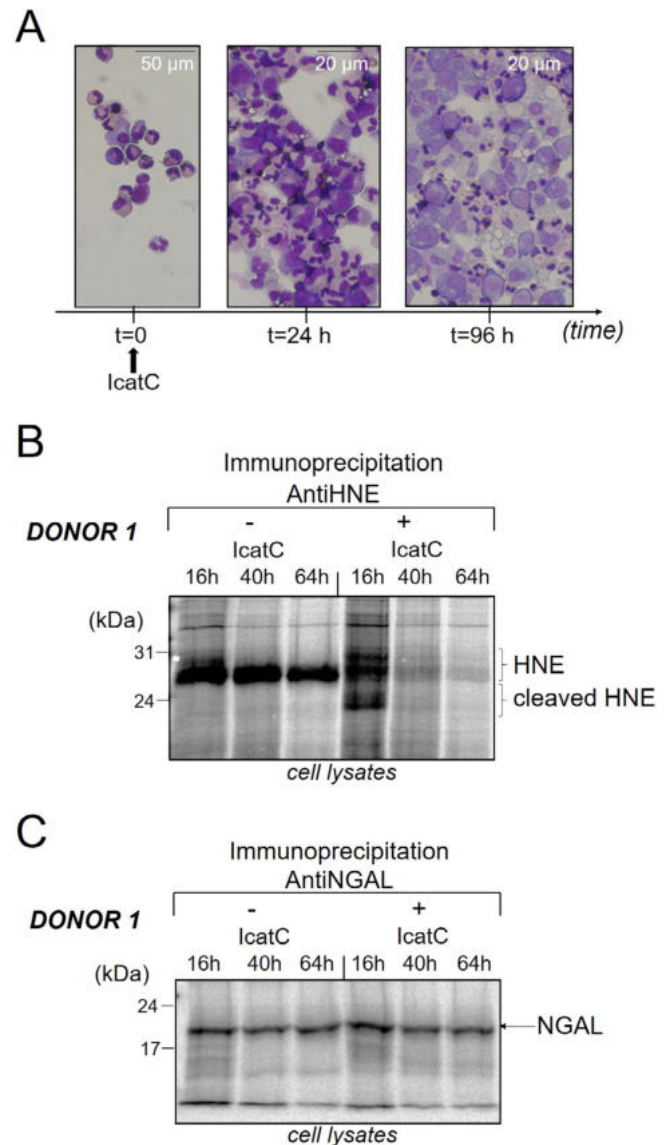 A
50 µm
20 µm
20 µm
t=0
t=24 h
t=96 h
(time)
IcatC
B
Immunoprecipitation
AntiHNE
DONOR 1
- +
IcatC IcatC
16h 40h 64h 16h 40h 64h
(kDa)
31
24
HNE
cleaved HNE
cell lysates
C
Immunoprecipitation
AntiNGAL
DONOR 1
- +
IcatC IcatC
16h 40h 64h 16h 40h 64h
(kDa)
24
17
NGAL
cell lysates